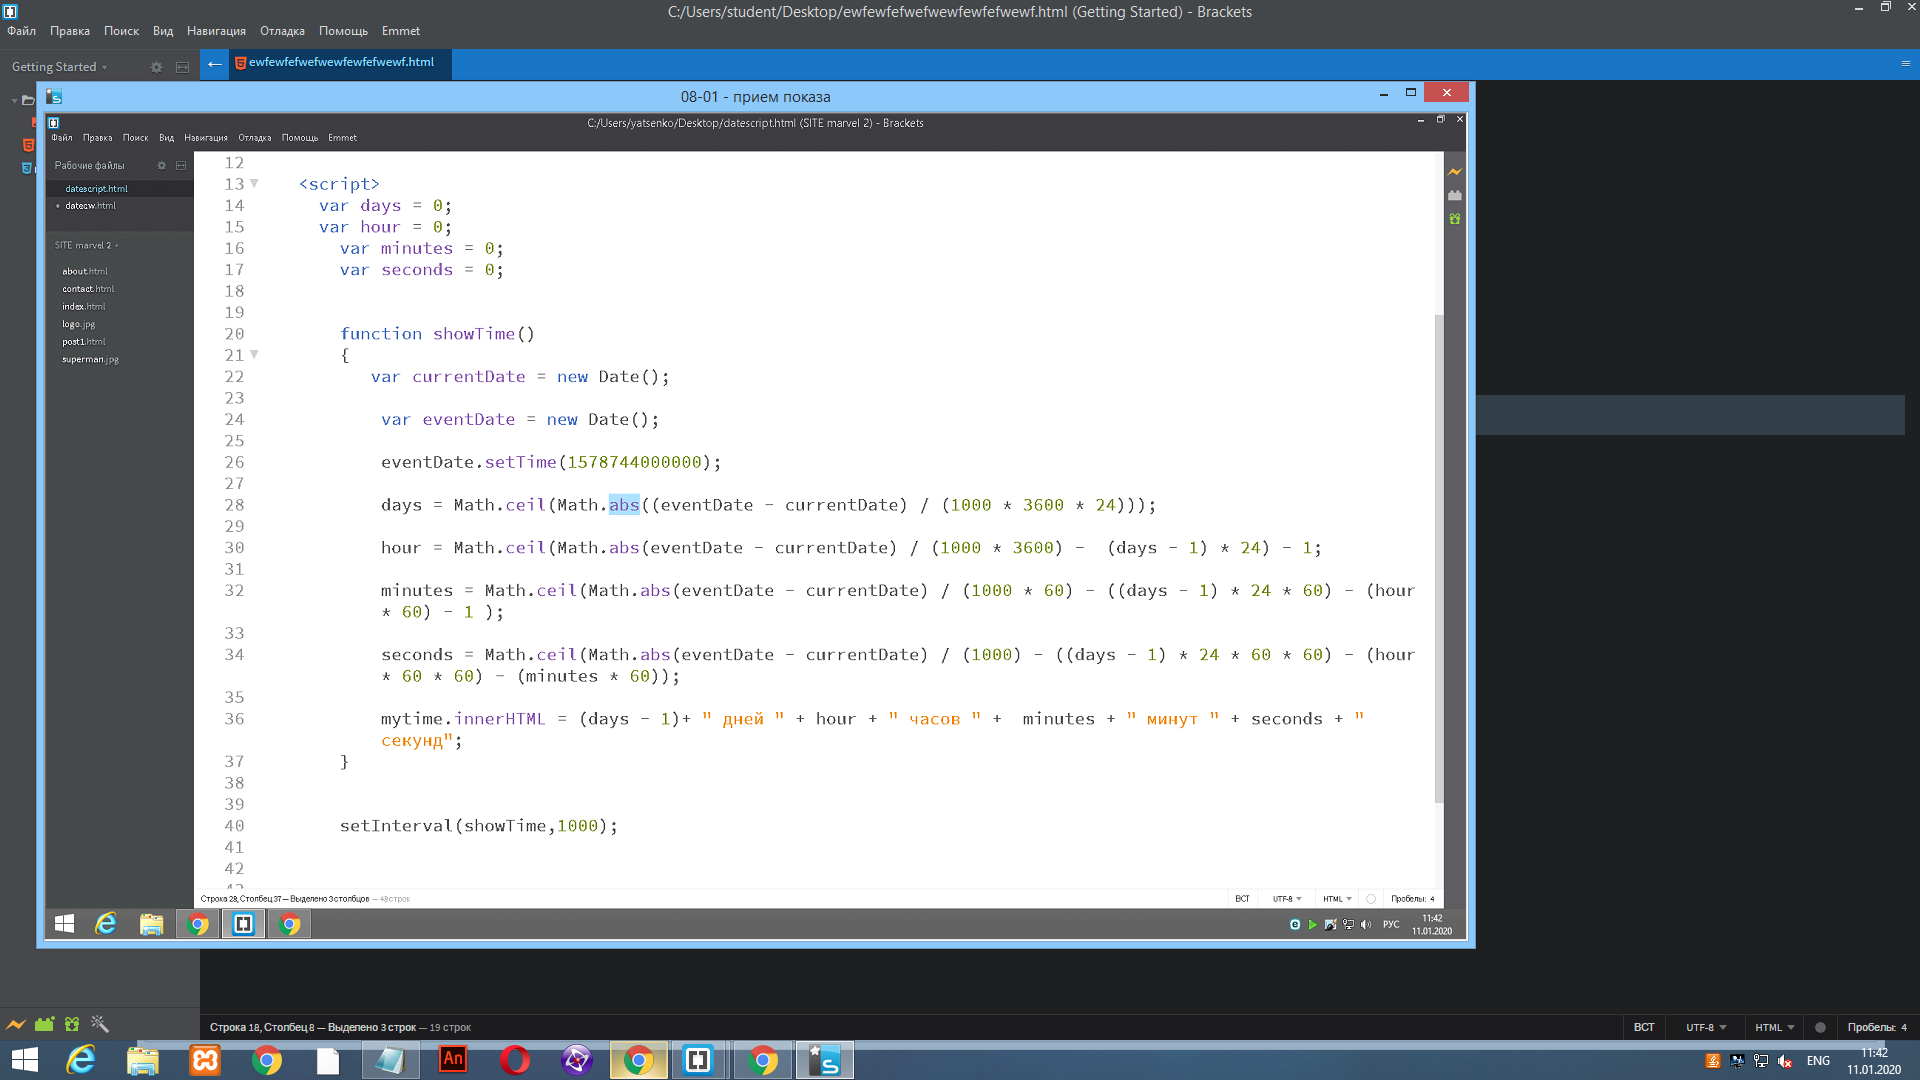 C:/Users/student/Desktop/ewfewfefwefwewfewfefwewf.html (Getting Started) - Brackets
Файл Правка Поиск Вид Навигация Отладка Помощь Emmet
Getting Started
ewfewfefwefwewfewfefwewf.html
08-01 - прием показа
C:/Users/yatsenko/Desktop/datescript.html (SITE marvel 2) - Brackets
Файл Правка Поиск Вид Навигация Отладка Помощь Emmet
Рабочие файлы
datescript.html
datecw.html
SITE marvel 2
about.html
contact.html
index.html
logo.jpg
post1.html
superman.jpg
12
13 <script>
14 var days = 0;
15 var hour = 0;
16 var minutes = 0;
17 var seconds = 0;
18
19
20 function showTime()
21 {
22 var currentDate = new Date();
23
24 var eventDate = new Date();
25
26 eventDate.setTime(1578744000000);
27
28 days = Math.ceil(Math.abs((eventDate - currentDate) / (1000 * 3600 * 24)));
29
30 hour = Math.ceil(Math.abs(eventDate - currentDate) / (1000 * 3600) - (days - 1) * 24) - 1;
31
32 minutes = Math.ceil(Math.abs(eventDate - currentDate) / (1000 * 60) - ((days - 1) * 24 * 60) - (hour
* 60) - 1 );
33
34 seconds = Math.ceil(Math.abs(eventDate - currentDate) / (1000) - ((days - 1) * 24 * 60 * 60) - (hour
* 60 * 60) - (minutes * 60));
35
36 mytime.innerHTML = (days - 1)+ " дней " + hour + " часов " + minutes + " минут " + seconds + "
секунд";
37 }
38
39
40 setInterval(showTime,1000);
41
42
Строка 28, Столбец 37 — Выделено 3 столбцов — 48 строк
ВСТ UTF-8 HTML Пробелы: 4
РУС 11:42
11.01.2020
Строка 18, Столбец 8 — Выделено 3 строк — 19 строк
ВСТ UTF-8 HTML Пробелы: 4
An
ENG 11:42
11.01.2020